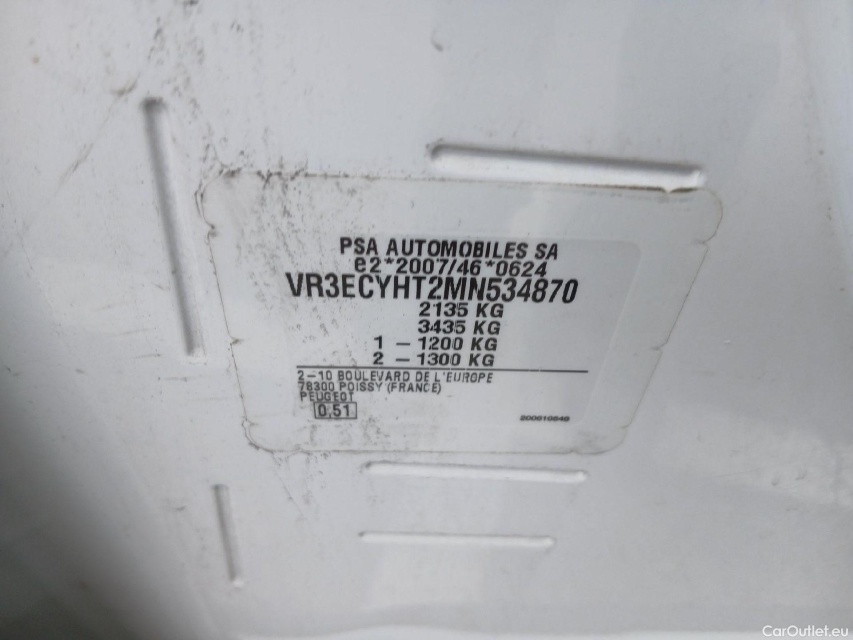 PSA AUTOMOBILES SA
e2*2007/46*0624
VR3ECYHT2MN534870
2135 KG
3435 KG
1 - 1200 KG
2 - 1300 KG
2-10 BOULEVARD DE L'EUROPE
78300 POISSY (FRANCE)
PEUGEOT
0.51
CarOutlet.eu